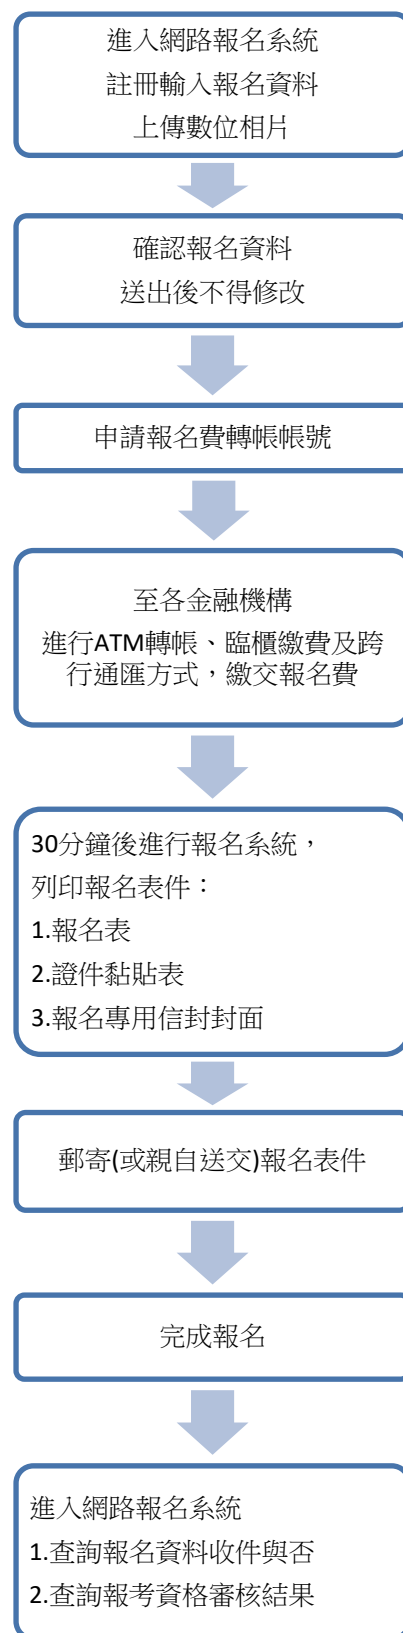 進入網路報名系統
註冊輸入報名資料
上傳數位相片
確認報名資料
送出後不得修改
申請報名費轉帳帳號
至各金融機構
進行ATM轉帳、臨櫃繳費及跨
行通匯方式，繳交報名費
30分鐘後進行報名系統，
列印報名表件：
1.報名表
2.證件黏貼表
3.報名專用信封封面
郵寄(或親自送交)報名表件
完成報名
進入網路報名系統
1.查詢報名資料收件與否
2.查詢報考資格審核結果